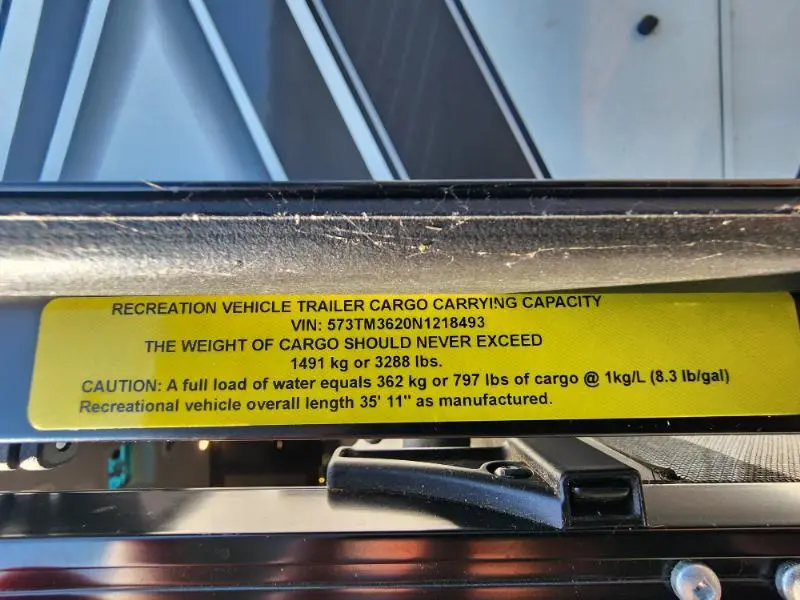 RECREATION VEHICLE TRAILER CARGO CARRYING CAPACITY
VIN: 573TM3620N1218493
THE WEIGHT OF CARGO SHOULD NEVER EXCEED
1491 kg or 3288 lbs.
CAUTION: A full load of water equals 362 kg or 797 lbs of cargo @ 1kg/L (8.3 lb/gal)
Recreational vehicle overall length 35' 11" as manufactured.